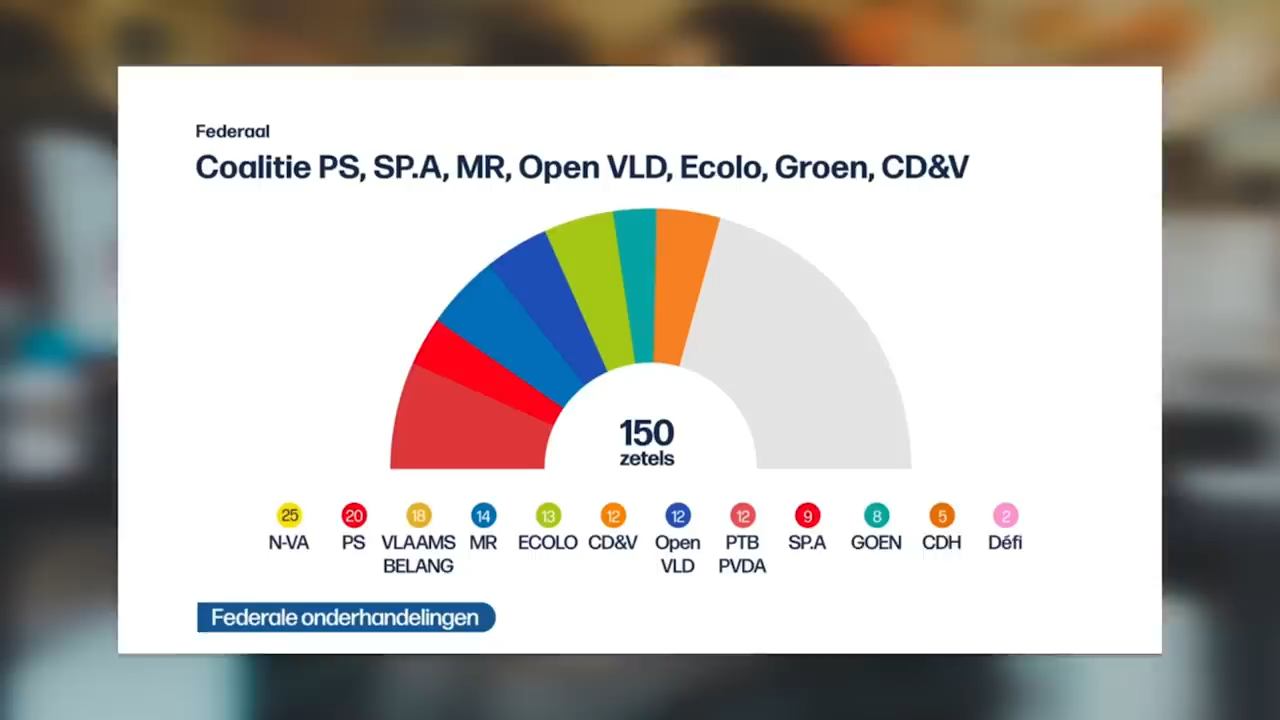 Federaal
Coalitie PS, SP.A, MR, Open VLD, Ecolo, Groen, CD&V
150
zetels
25 20 18 14 13 12 12 12 9 8 5 2
N-VA PS VLAAMS MR ECOLO CD&V Open PTB SP.A GOEN CDH Défi
BELANG VLD PVDA
Federale onderhandelingen